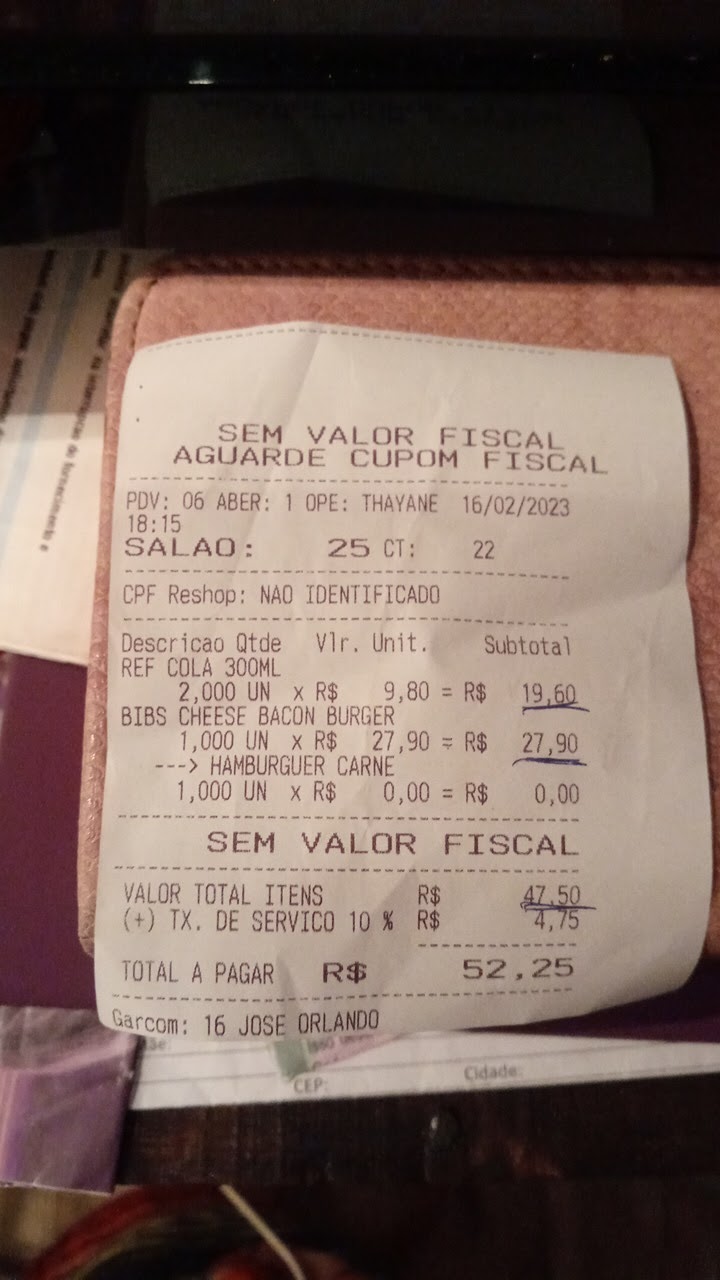 SEM VALOR FISCAL
AGUARDE CUPOM FISCAL
PDV: 06 ABER: 1 OPE: THAYANE 16/02/2023
18:15
SALAO: 25 CT: 22
CPF Reshop: NAO IDENTIFICADO
Descricao Qtde Vlr. Unit. Subtotal
REF COLA 300ML
2,000 UN x R$ 9,80 = R$ 19,60
BIBS CHEESE BACON BURGER
1,000 UN x R$ 27,90 = R$ 27,90
---> HAMBURGUER CARNE
1,000 UN x R$ 0,00 = R$ 0,00
SEM VALOR FISCAL
VALOR TOTAL ITENS R$ 47,50
(+) TX. DE SERVICO 10 % R$ 4,75
TOTAL A PAGAR R$ 52,25
Garcom: 16 JOSE ORLANDO
CEP: Cidade: